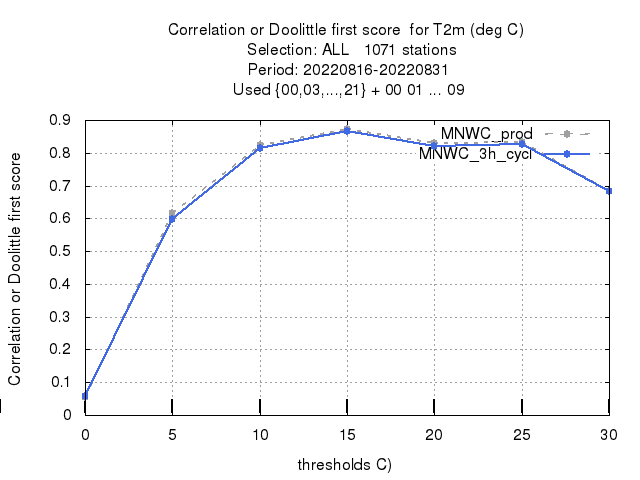 Correlation or Doolittle first score  for T2m (deg C)
Selection: ALL   1071 stations
Period: 20220816-20220831
Used {00,03,...,21} + 00 01 ... 09
Correlation or Doolittle first score
0.9
0.8
0.7
0.6
0.5
0.4
0.3
0.2
0.1
0
MNWC_prod
MNWC_3h_cycl
0 5 10 15 20 25 30
thresholds C)